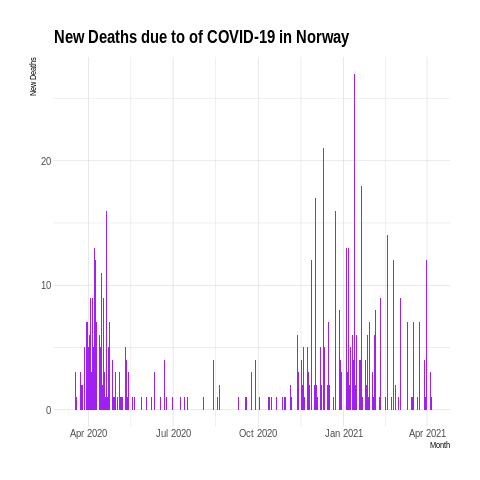 New Deaths due to of COVID-19 in Norway
New Deaths
20
10
0
Apr 2020 Jul 2020 Oct 2020 Jan 2021 Apr 2021
Month